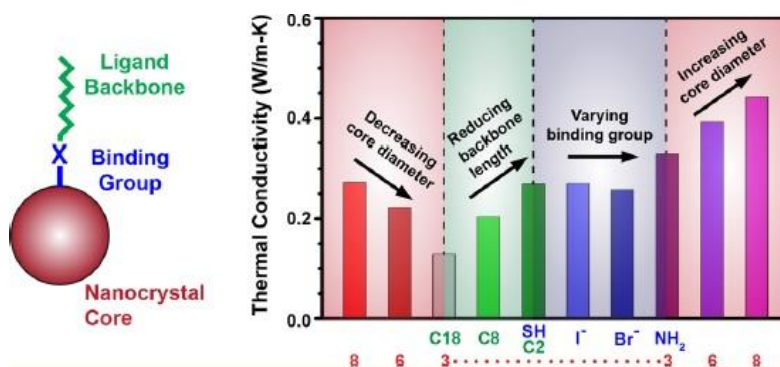 Ligand
Backbone
X
Binding
Group
Nanocrystal
Core
Thermal Conductivity (W/m-K)
0.6
0.4
0.2
0.0
Decreasing
core diameter
Reducing
backbone
length
Varying
binding group
Increasing
core diameter
C18 C8 SH I⁻ Br⁻ NH₂
C2
8 6 3 3 6 8